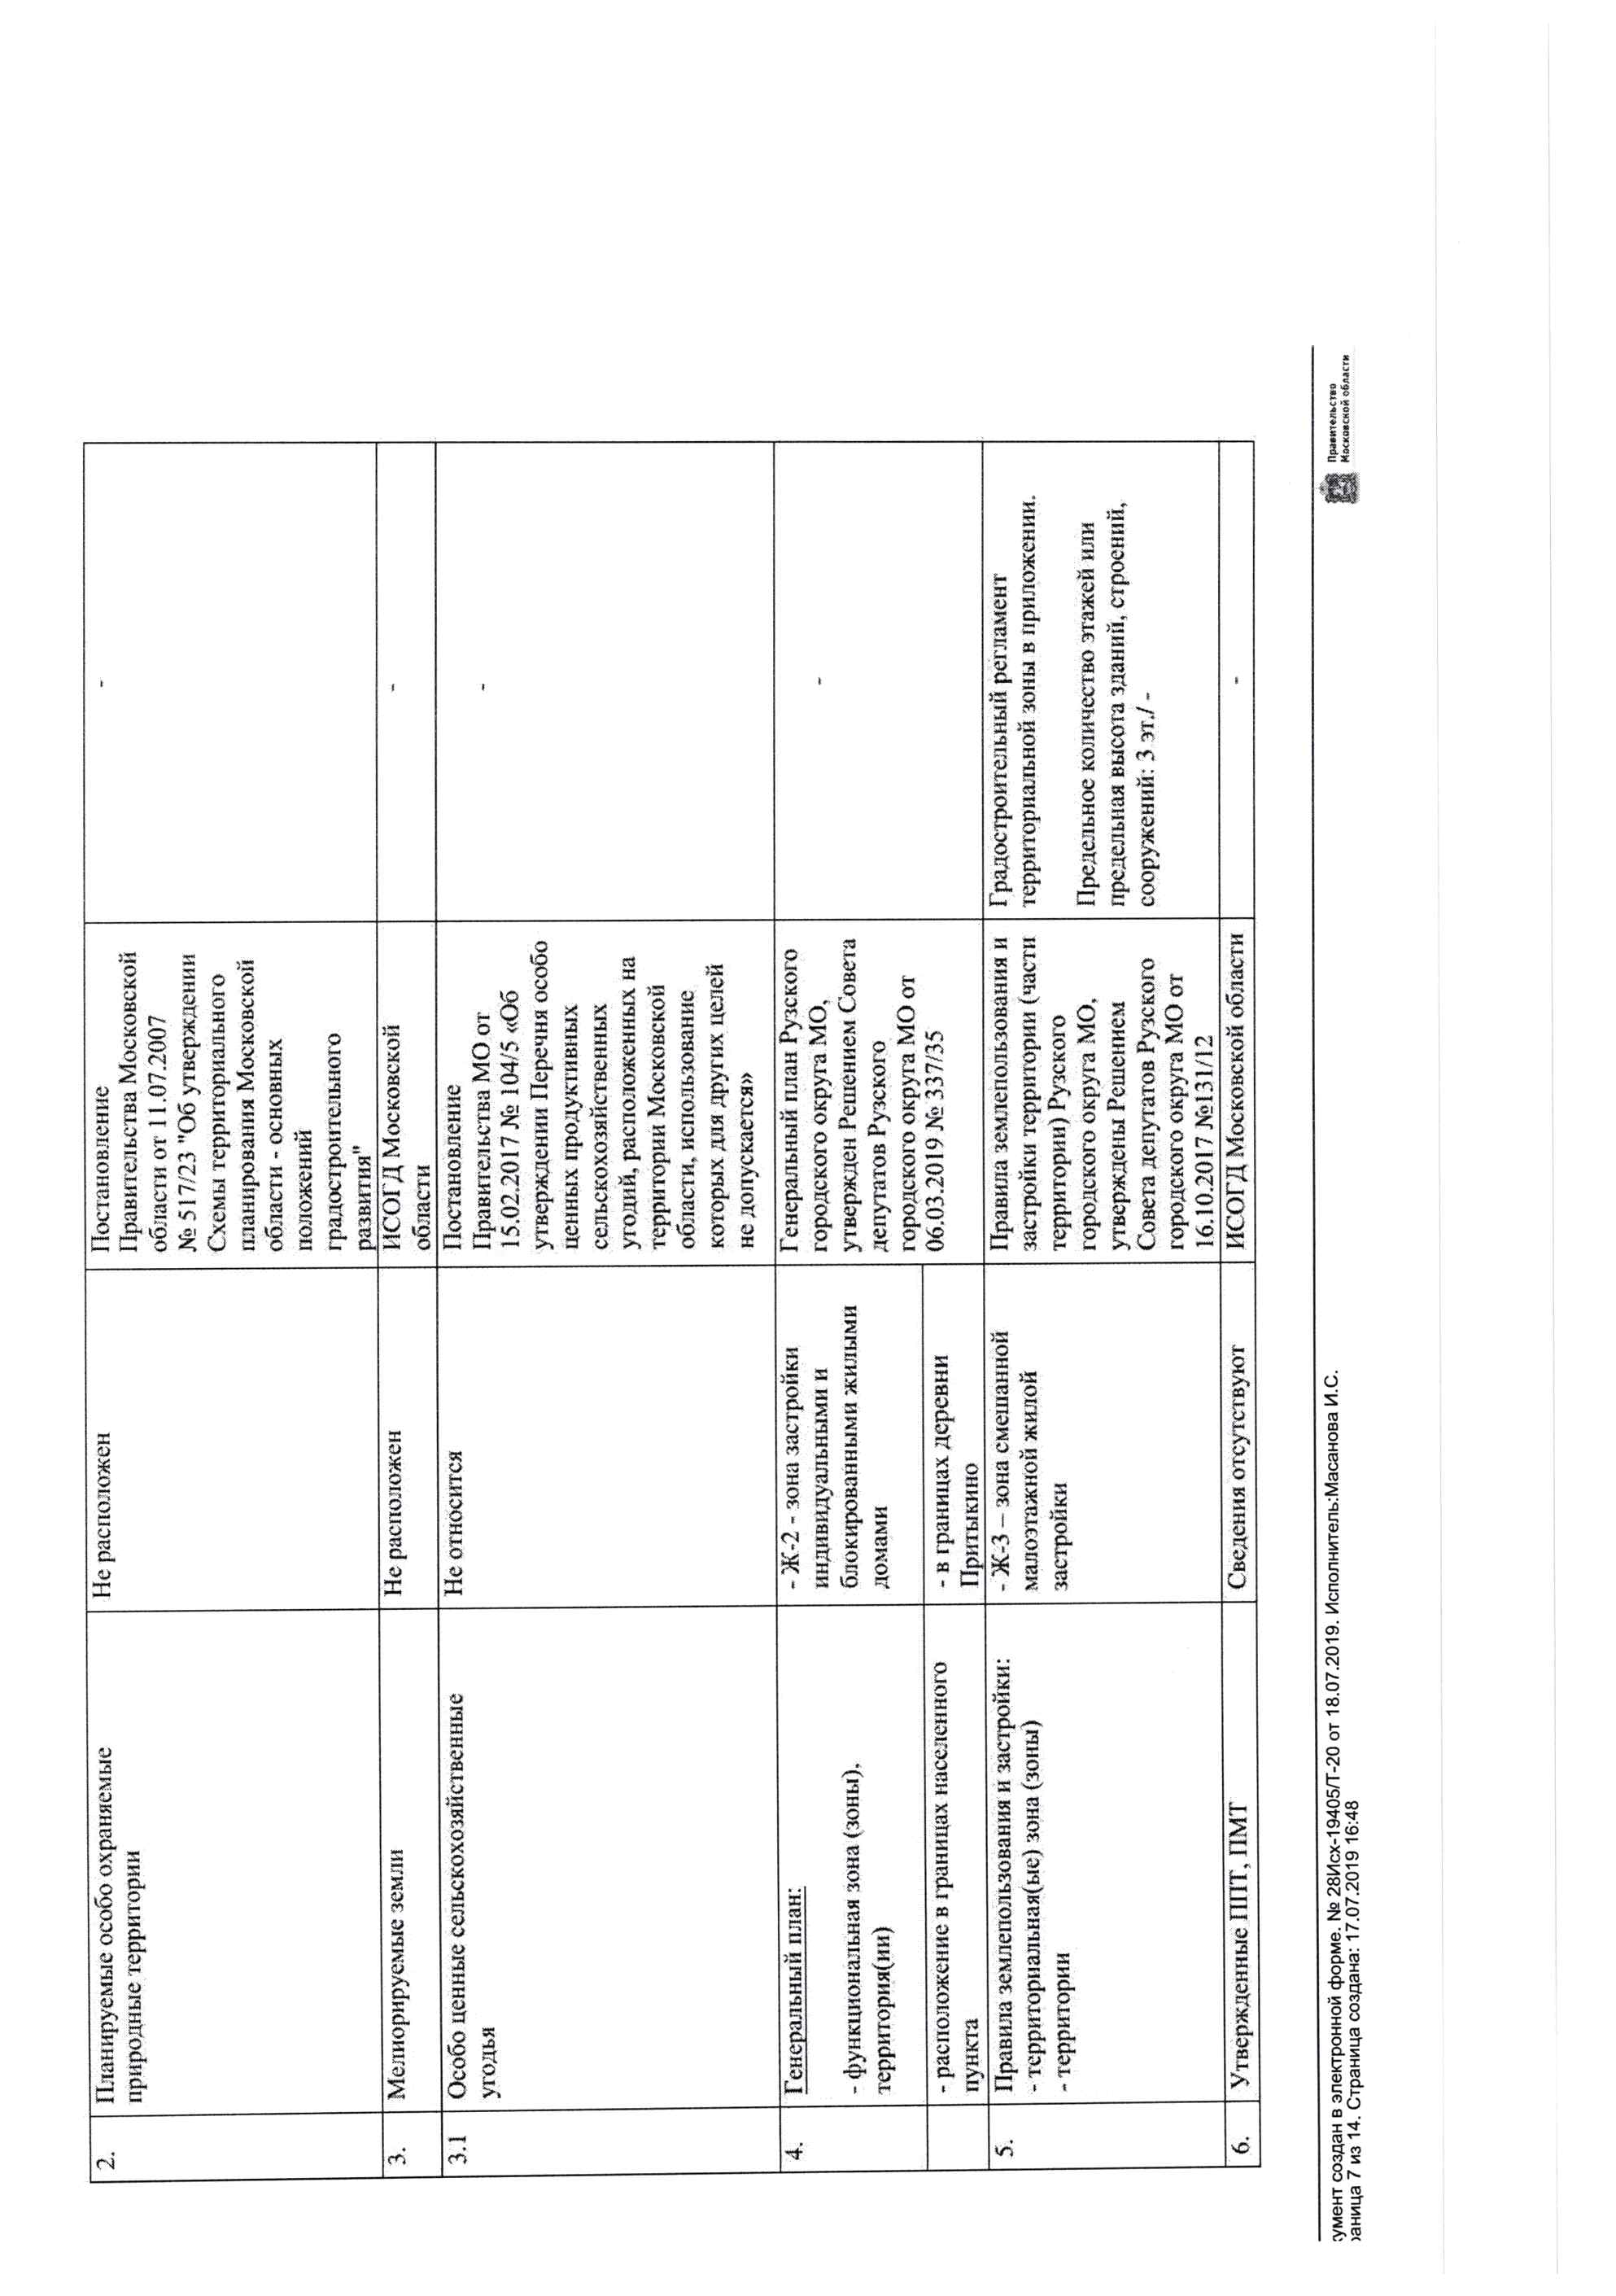 2.
Планируемые особо охраняемые
природные территории
Не расположен
Постановление
Правительства Московской
области от 11.07.2007
№ 517/23 "Об утверждении
Схемы территориального
планирования Московской
области - основных
положений
градостроительного
развития"
-
3.
Мелиорируемые земли
Не расположен
ИСОГД Московской
области
-
3.1
Особо ценные сельскохозяйственные
угодья
Не относится
Постановление
Правительства МО от
15.02.2017 № 104/5 «Об
утверждении Перечня особо
ценных продуктивных
сельскохозяйственных
угодий, расположенных на
территории Московской
области, использование
которых для других целей
не допускается»
-
4.
Генеральный план:
- функциональная зона (зоны),
территория(ии)
- Ж-2 - зона застройки
индивидуальными и
блокированными жилыми
домами
Генеральный план Рузского
городского округа МО,
утвержден Решением Совета
депутатов Рузского
городского округа МО от
06.03.2019 № 337/35
-
- расположение в границах населенного
пункта
- в границах деревни
Притыкино
5.
Правила землепользования и застройки:
- территориальная(ые) зона (зоны)
- территории
- Ж-3 – зона смешанной
малоэтажной жилой
застройки
Правила землепользования и
застройки территории (части
территории) Рузского
городского округа МО,
утверждены Решением
Совета депутатов Рузского
городского округа МО от
16.10.2017 №131/12
Градостроительный регламент
территориальной зоны в приложении.
Предельное количество этажей или
предельная высота зданий, строений,
сооружений: 3 эт./ -
6.
Утвержденные ППТ, ПМТ
Сведения отсутствуют
ИСОГД Московской области
-
умент создан в электронной форме. № 28Исх-19405/Т-20 от 18.07.2019. Исполнитель:Масанова И.С.
аница 7 из 14. Страница создана: 17.07.2019 16:48
Правительство
Московской области